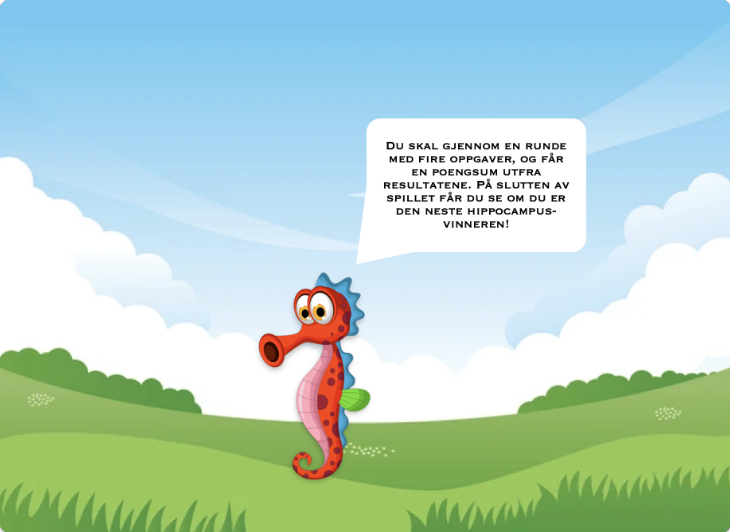 Du skal gjennom en runde
med fire oppgaver, og får
en poengsum utfra
resultatene. På slutten av
spillet får du se om du er
den neste hippocampus-
vinneren!